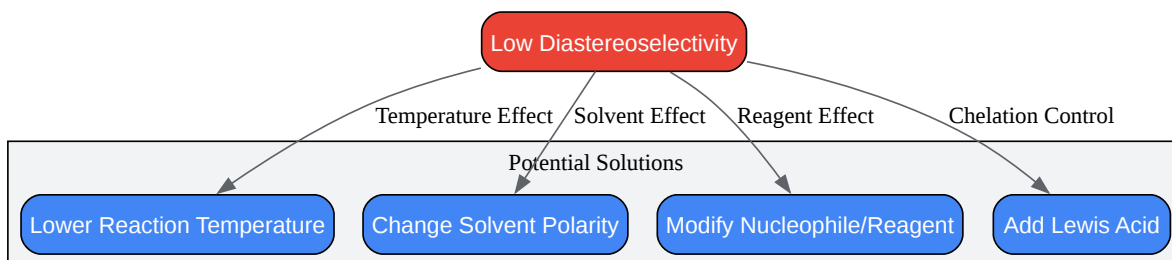 Low Diastereoselectivity
Temperature Effect
Solvent Effect
Reagent Effect
Chelation Control
Potential Solutions
Lower Reaction Temperature
Change Solvent Polarity
Modify Nucleophile/Reagent
Add Lewis Acid